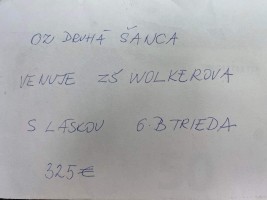 OZ DRUHÁ ŠANCA
VENUJE ZŠ WOLKEROVA
S LÁSKOU 6.B TRIEDA
325€